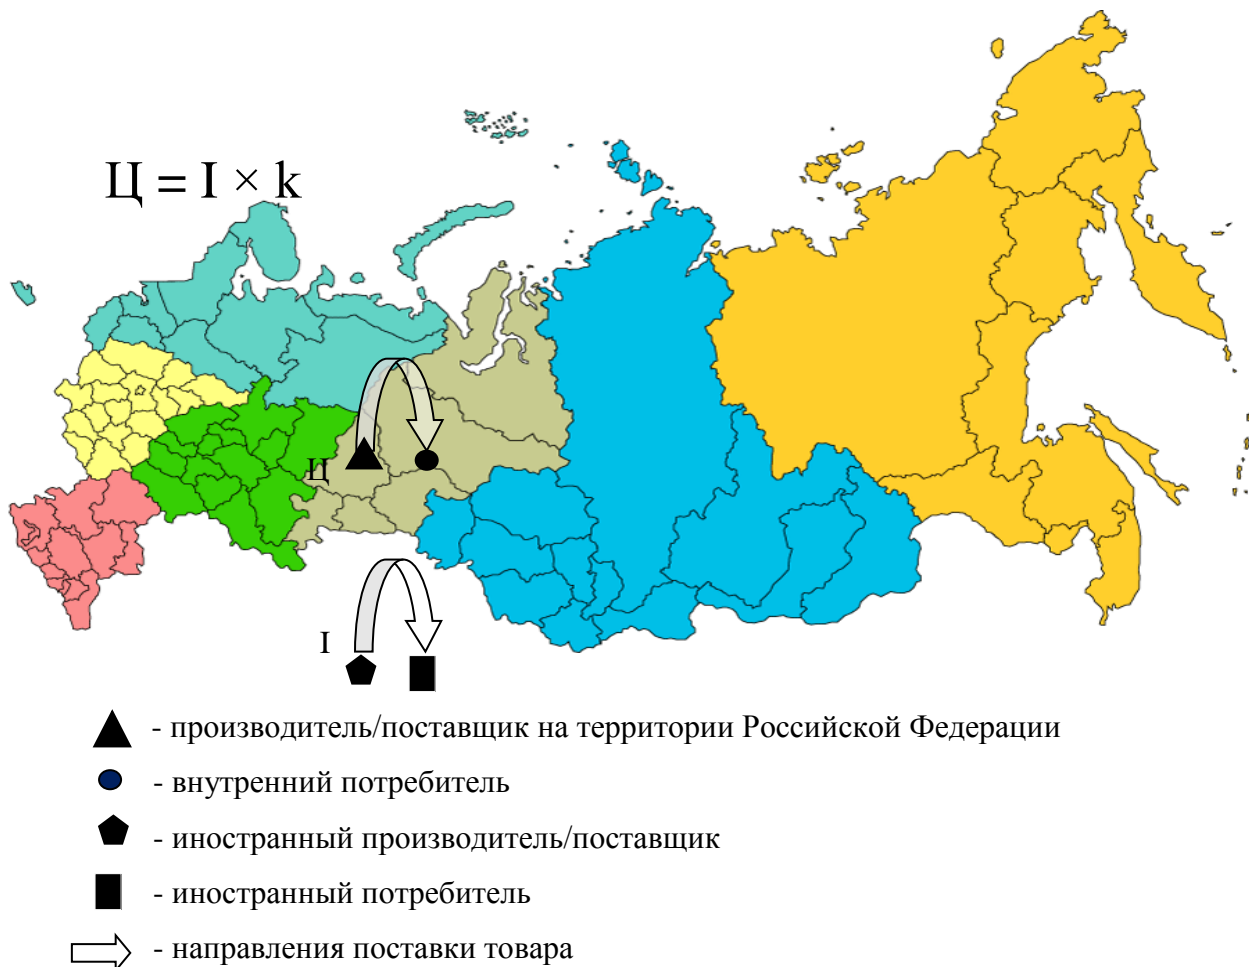 Ц = I × k
Ц
I
- производитель/поставщик на территории Российской Федерации
- внутренний потребитель
- иностранный производитель/поставщик
- иностранный потребитель
- направления поставки товара